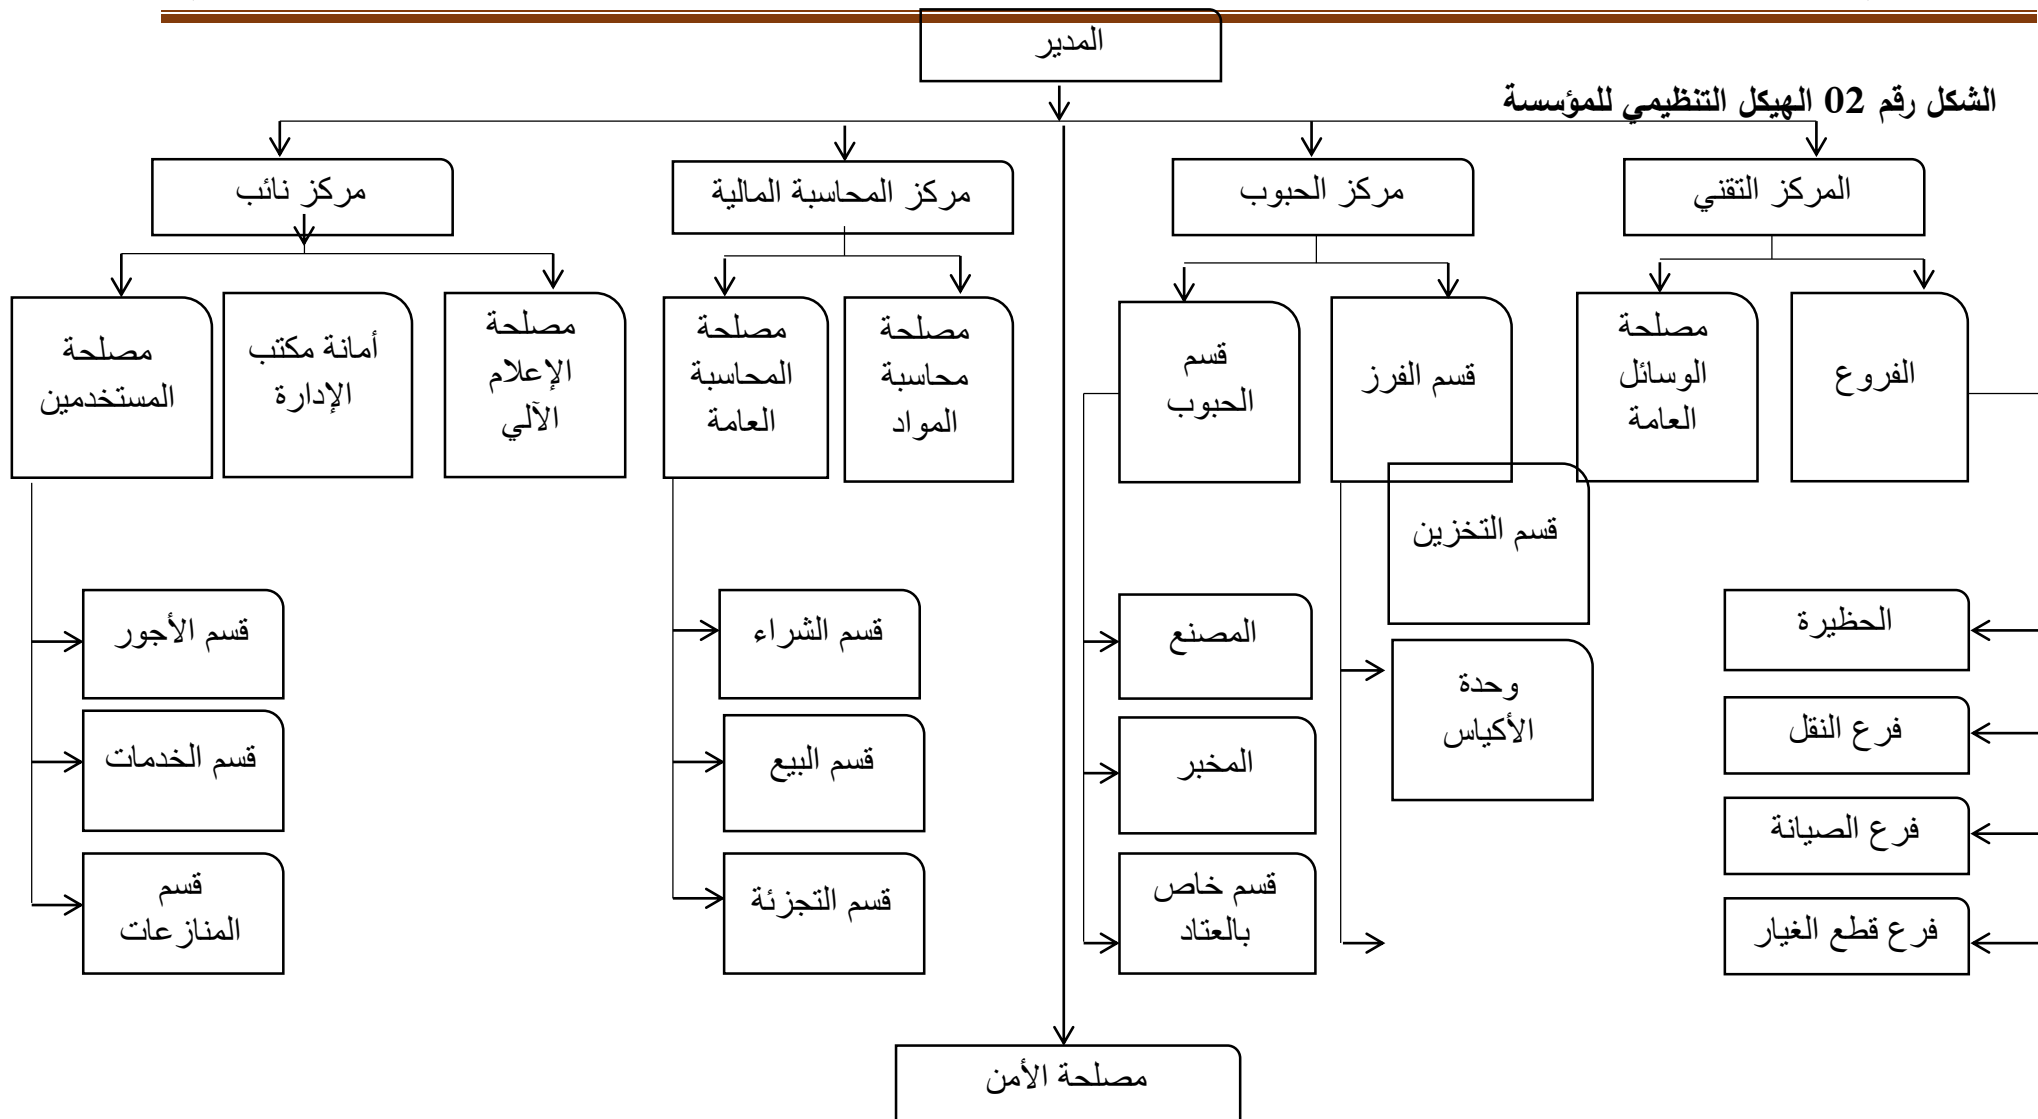 المدير
الشكل رقم 02 الهيكل التنظيمي للمؤسسة
المركز التقني
مركز الحبوب
مركز المحاسبة المالية
مركز نائب
الفروع
مصلحة
الوسائل
العامة
قسم الفرز
قسم
الحبوب
مصلحة
محاسبة
المواد
مصلحة
المحاسبة
العامة
مصلحة
الإعلام
الآلي
أمانة مكتب
الإدارة
مصلحة
المستخدمين
قسم التخزين
الحظيرة
وحدة
الأكياس
المصنع
قسم الشراء
قسم الأجور
فرع النقل
المخبر
قسم البيع
قسم الخدمات
فرع الصيانة
فرع قطع الغيار
قسم خاص
بالعتاد
قسم التجزئة
قسم
المنازعات
مصلحة الأمن